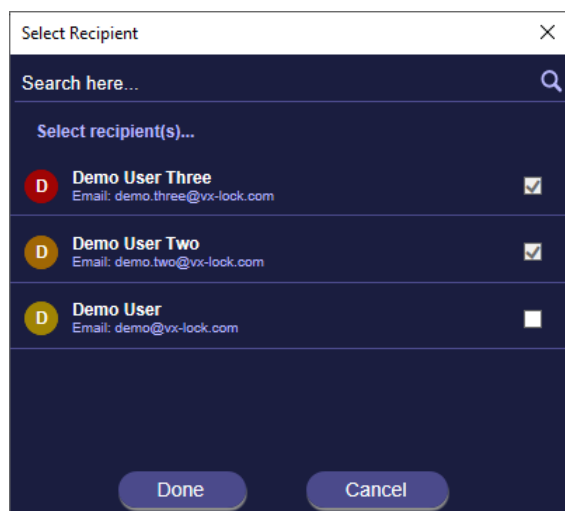 Select Recipient
Search here...
Select recipient(s)...
D
Demo User Three
Email: demo.three@vx-lock.com
D
Demo User Two
Email: demo.two@vx-lock.com
D
Demo User
Email: demo@vx-lock.com
Done
Cancel